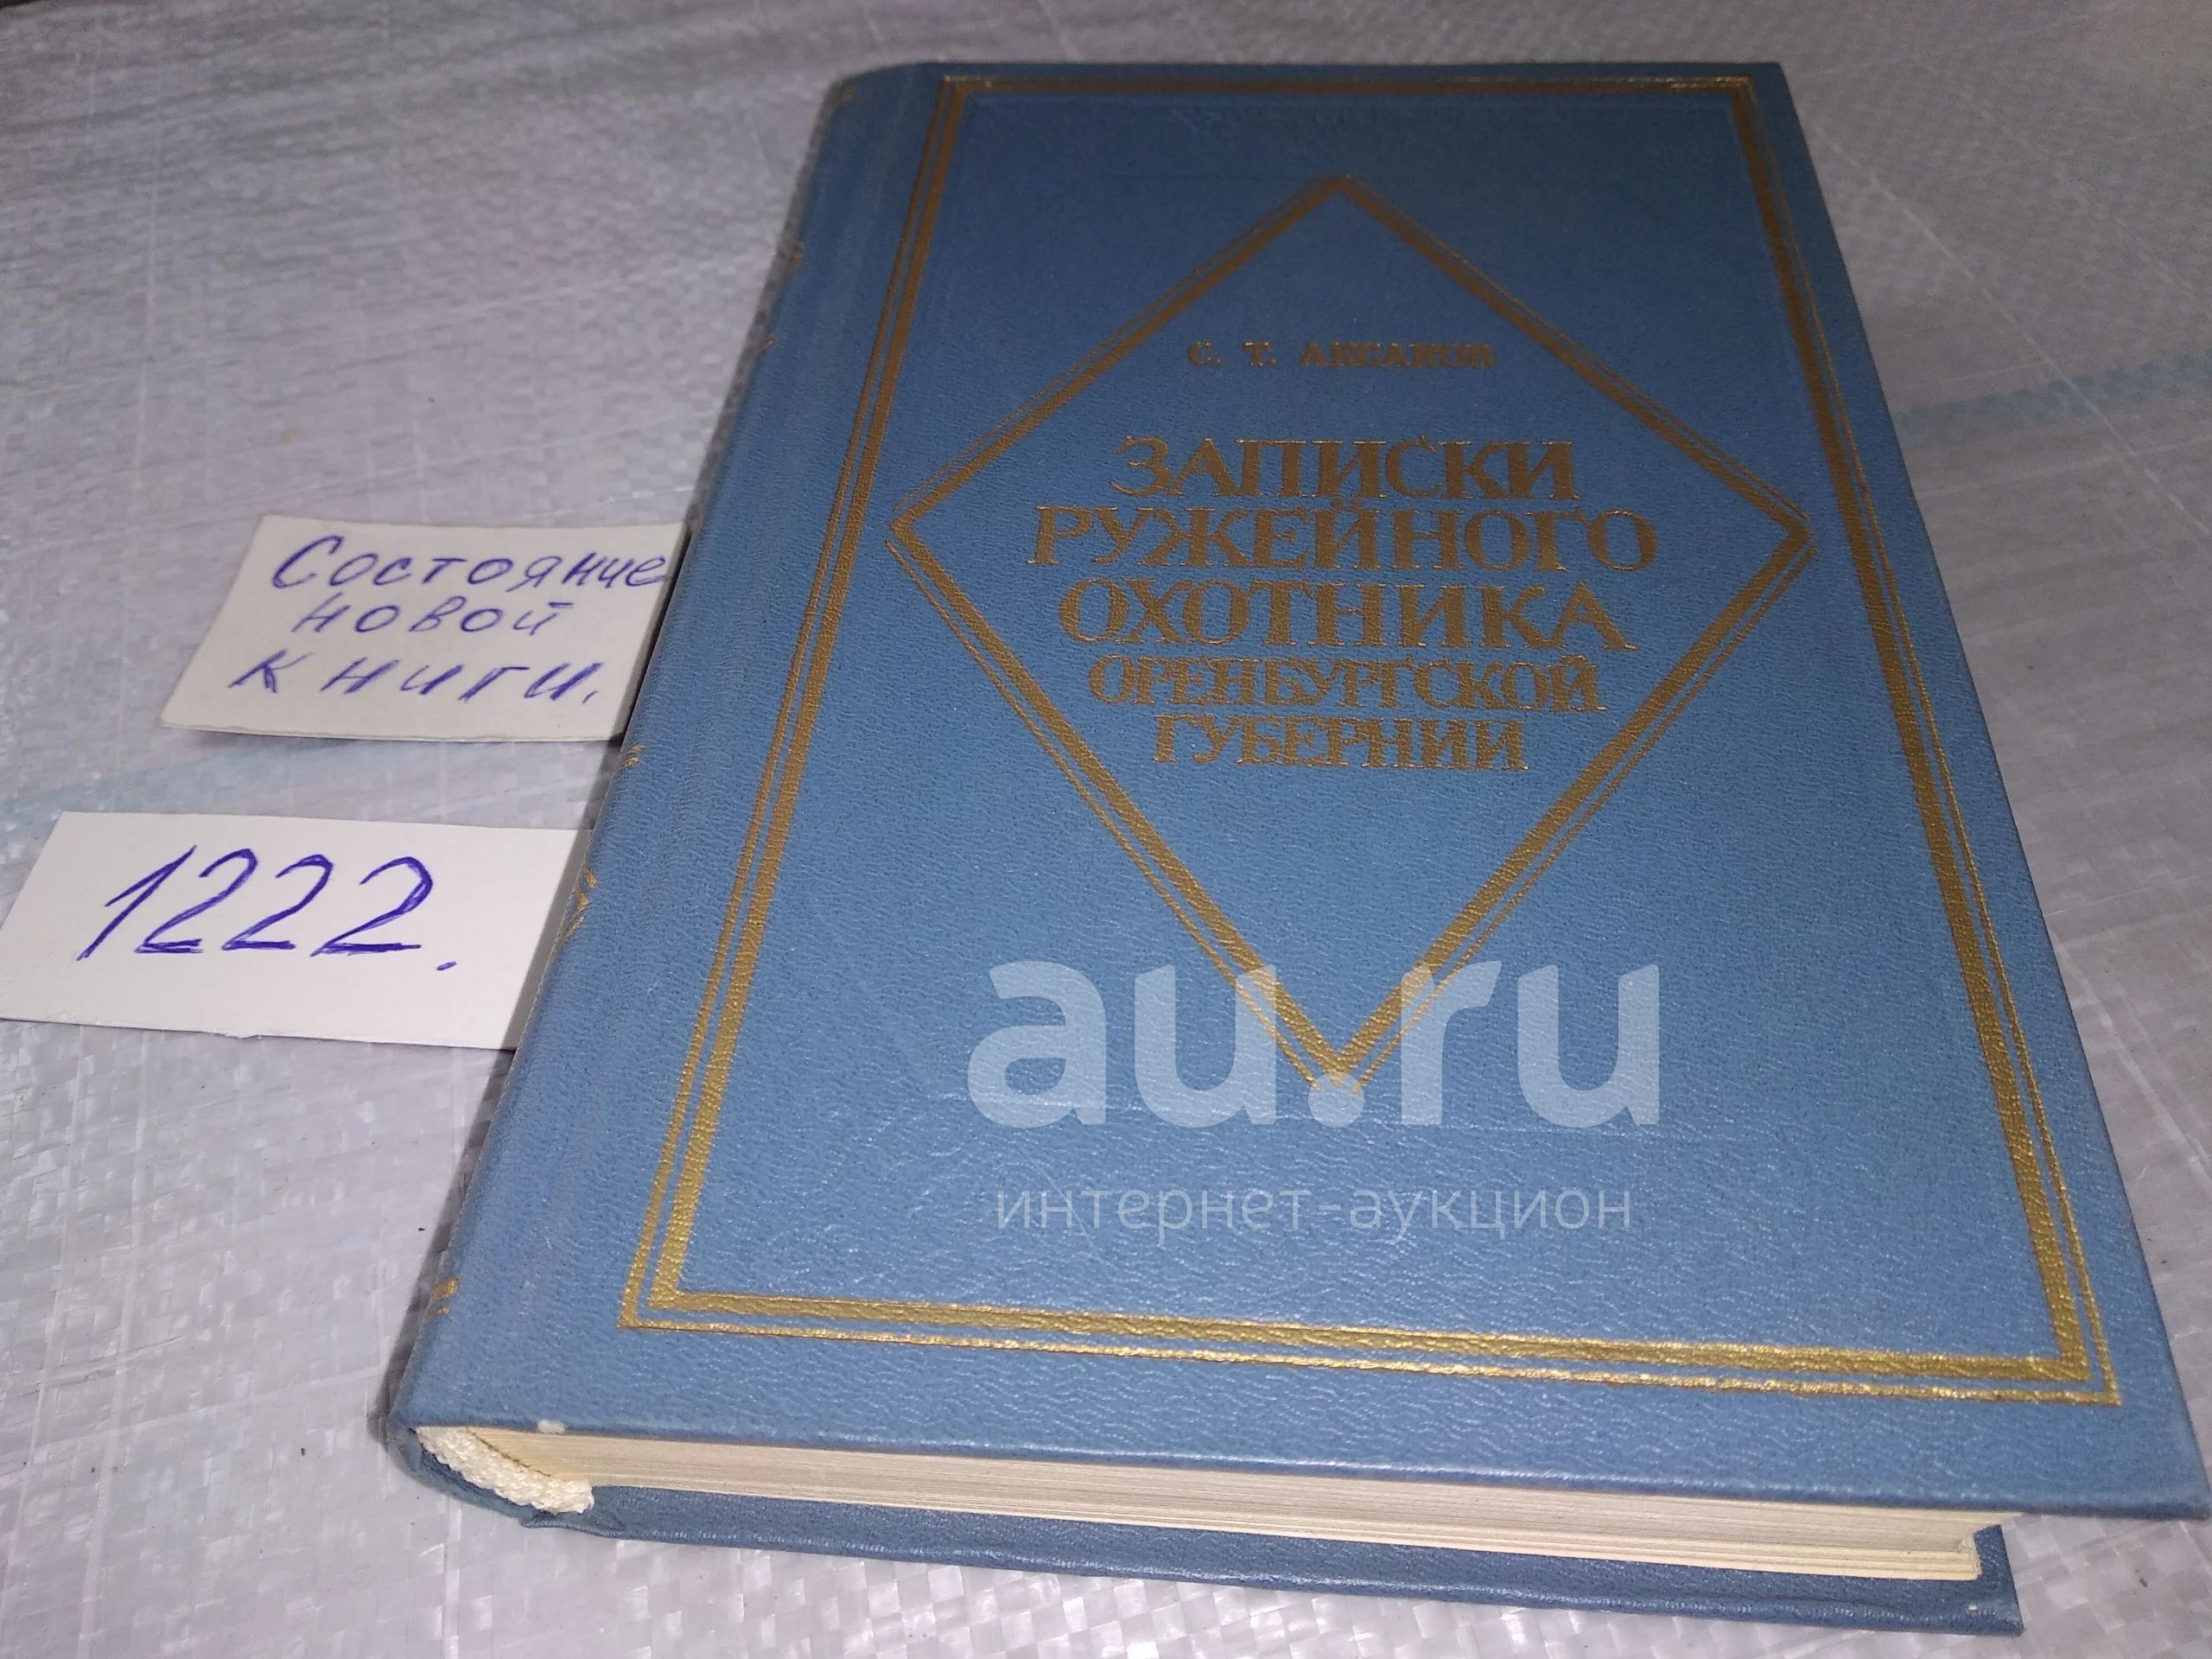 С. Т. АКСАКОВ
ЗАПИСКИ
РУЖЕЙНОГО
ОХОТНИКА
ОРЕНБУРГСКОЙ
ГУБЕРНИИ
Состояние
новой
книги.
1222.
au.ru
интернет-аукцион